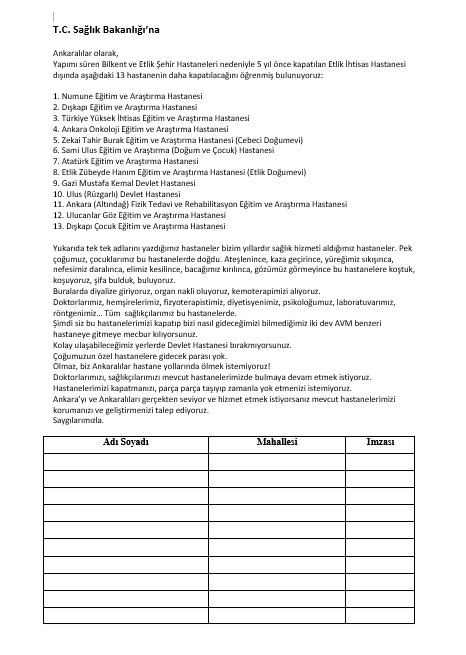 T.C. Sağlık Bakanlığı’na
Ankaralılar olarak,
Yapımı süren Bilkent ve Etlik Şehir Hastaneleri nedeniyle 5 yıl önce kapatılan Etlik İhtisas Hastanesi
dışında aşağıdaki 13 hastanenin daha kapatılacağını öğrenmiş bulunuyoruz:
1. Numune Eğitim ve Araştırma Hastanesi
2. Dışkapı Eğitim ve Araştırma Hastanesi
3. Türkiye Yüksek İhtisas Eğitim ve Araştırma Hastanesi
4. Ankara Onkoloji Eğitim ve Araştırma Hastanesi
5. Zekai Tahir Burak Eğitim ve Araştırma Hastanesi (Cebeci Doğumevi)
6. Sami Ulus Eğitim ve Araştırma (Doğum ve Çocuk) Hastanesi
7. Atatürk Eğitim ve Araştırma Hastanesi
8. Etlik Zübeyde Hanım Eğitim ve Araştırma Hastanesi (Etlik Doğumevi)
9. Gazi Mustafa Kemal Devlet Hastanesi
10. Ulus (Rüzgarlı) Devlet Hastanesi
11. Ankara (Altındağ) Fizik Tedavi ve Rehabilitasyon Eğitim ve Araştırma Hastanesi
12. Ulucanlar Göz Eğitim ve Araştırma Hastanesi
13. Dışkapı Çocuk Eğitim ve Araştırma Hastanesi
Yukarıda tek tek adlarını yazdığımız hastaneler bizim yıllardır sağlık hizmeti aldığımız hastaneler. Pek
çoğumuz, çocuklarımız bu hastanelerde doğdu. Ateşlenince, kaza geçirince, yüreğimiz sıkışınca,
nefesimiz daralınca, elimiz kesilince, bacağımız kırılınca, gözümüz görmeyince bu hastanelere koştuk,
koşuyoruz, şifa bulduk, buluyoruz.
Buralarda diyalize giriyoruz, organ nakli oluyoruz, kemoterapimizi alıyoruz.
Doktorlarımız, hemşirelerimiz, fizyoterapistimiz, diyetisyenimiz, psikoloğumuz, laboratuvarımız,
röntgenimiz… Tüm sağlıkçılarımız bu hastanelerde.
Şimdi siz bu hastanelerimizi kapatıp bizi nasıl gideceğimizi bilmediğimiz iki dev AVM benzeri
hastaneye gitmeye mecbur kılıyorsunuz.
Kolay ulaşabileceğimiz yerlerde Devlet Hastanesi bırakmıyorsunuz.
Çoğumuzun özel hastanelere gidecek parası yok.
Olmaz, biz Ankaralılar hastane yollarında ölmek istemiyoruz!
Doktorlarımızı, sağlıkçılarımızı mevcut hastanelerimizde bulmaya devam etmek istiyoruz.
Hastanelerimizi kapatmanızı, parça parça taşıyıp zamanla yok etmenizi istemiyoruz.
Ankara’yı ve Ankaralıları gerçekten seviyor ve hizmet etmek istiyorsanız mevcut hastanelerimizi
korumanızı ve geliştirmenizi talep ediyoruz.
Saygılarımızla.
Adı Soyadı Mahallesi Imzası